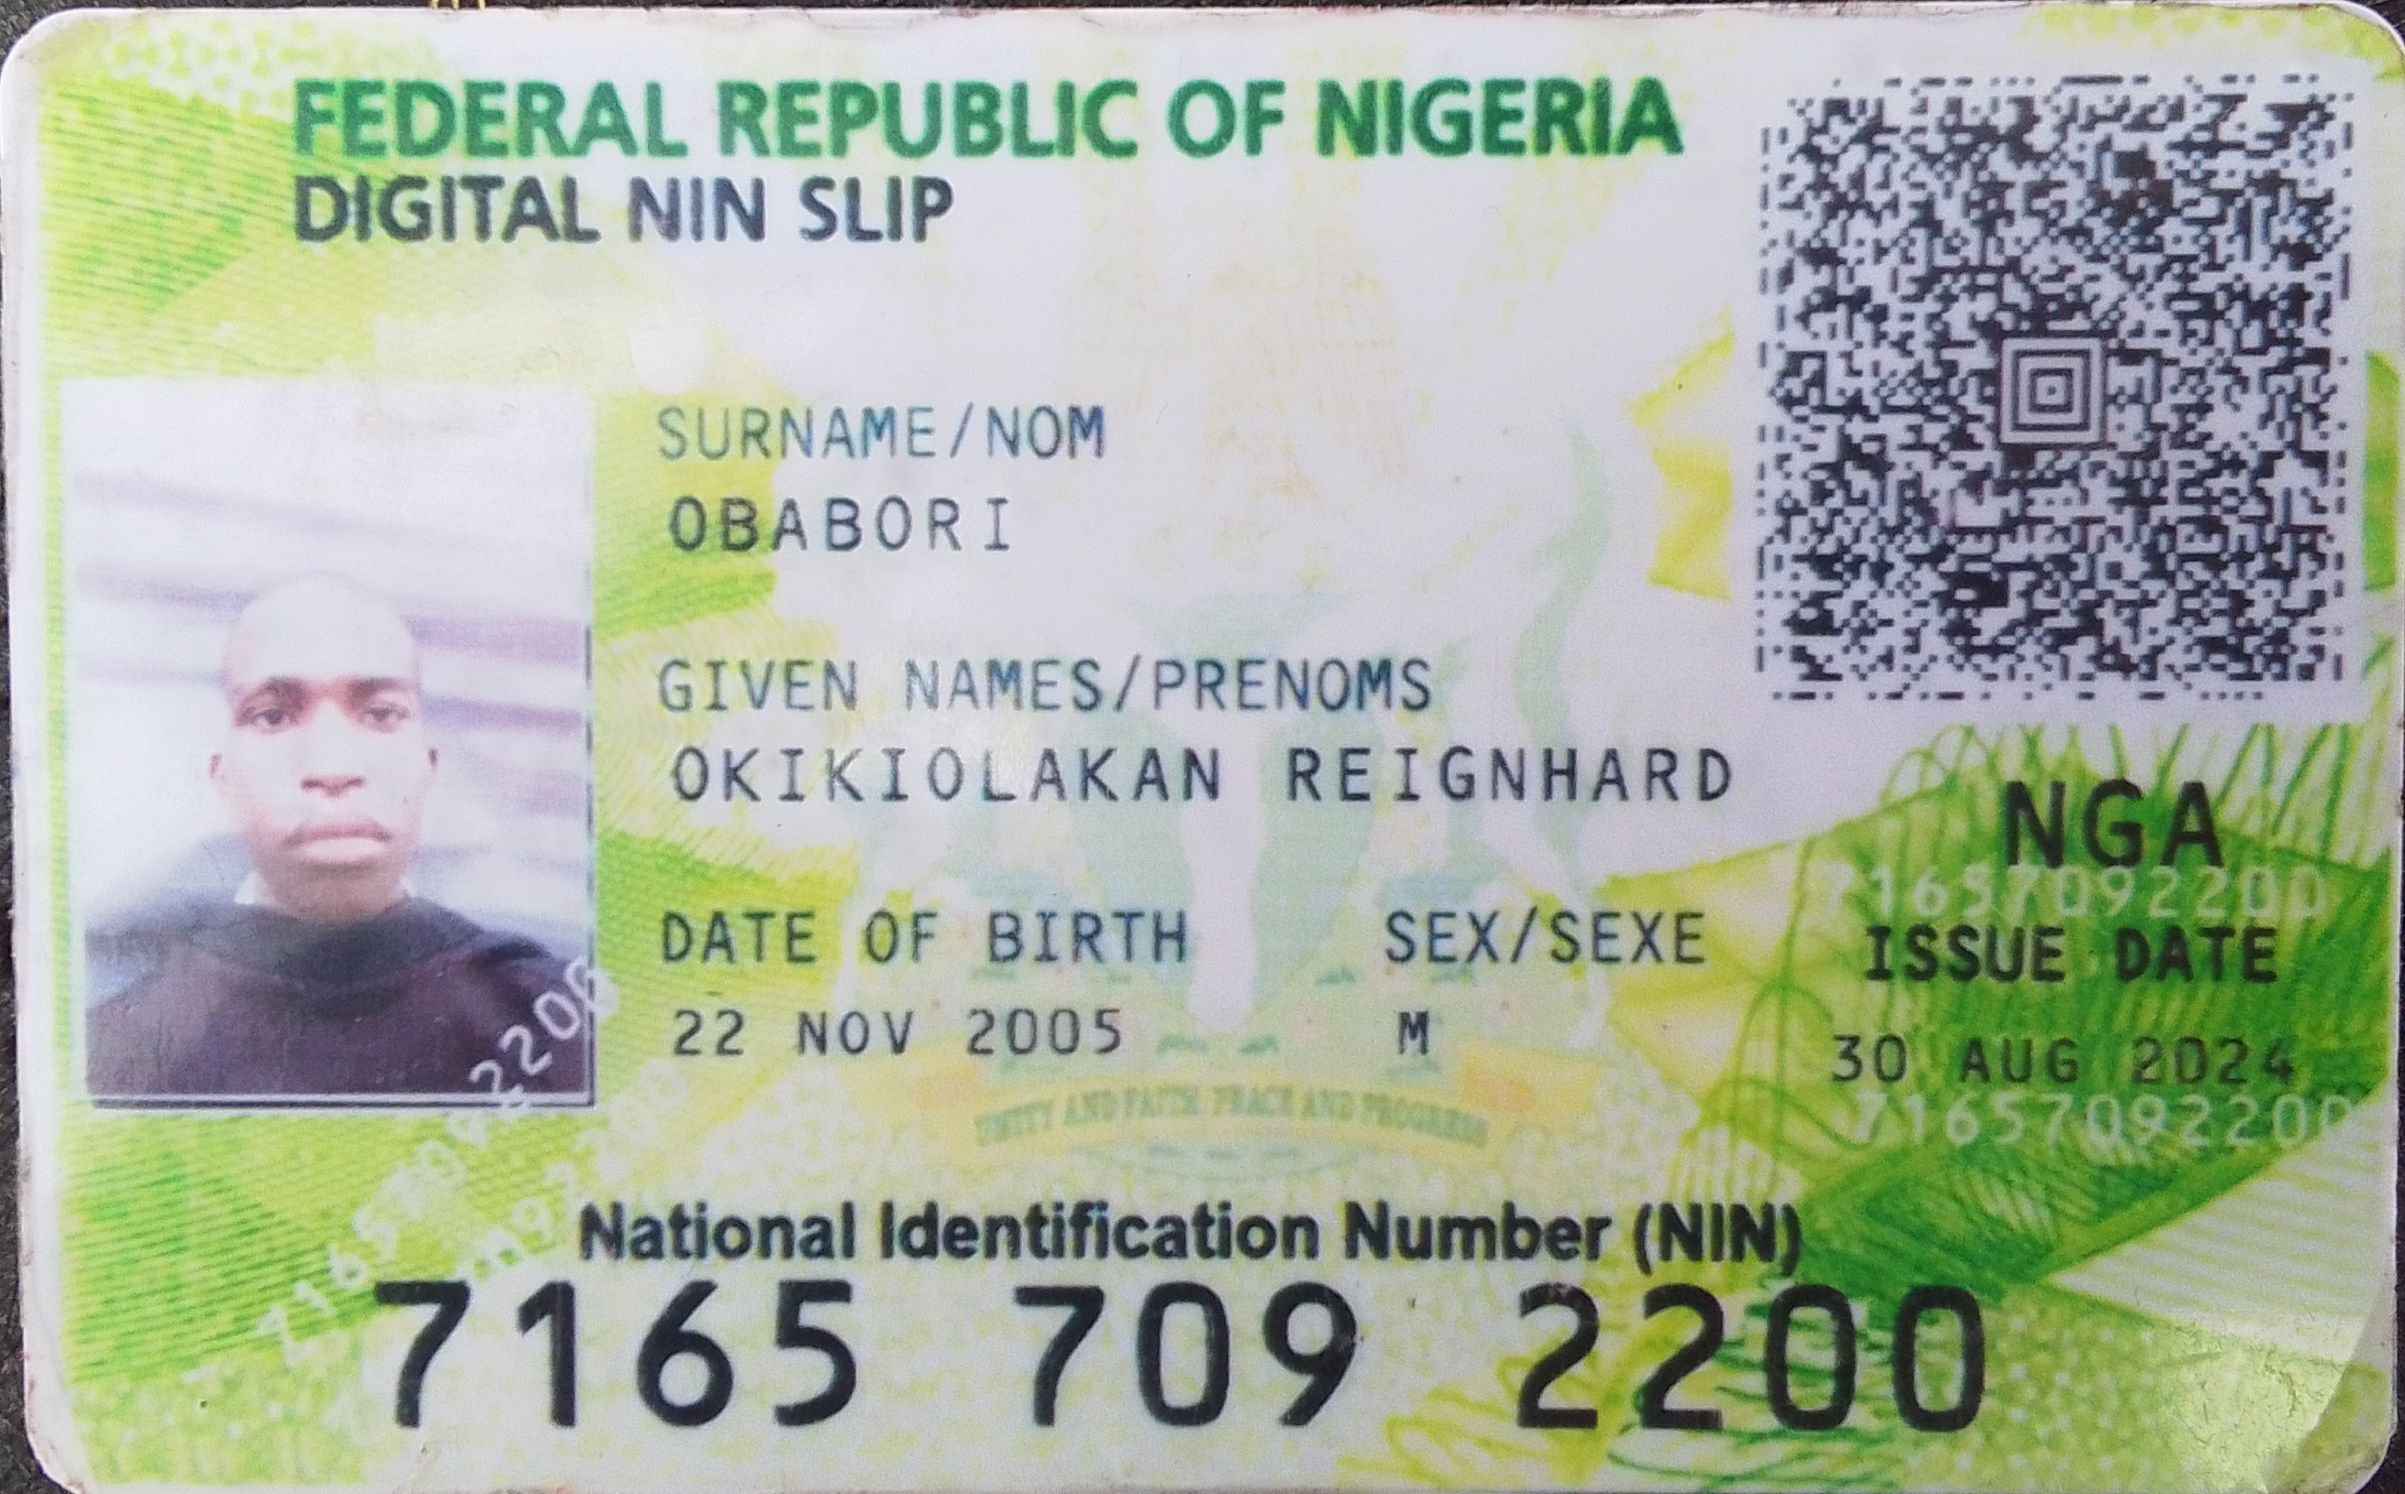 FEDERAL REPUBLIC OF NIGERIA
DIGITAL NIN SLIP
SURNAME/NOM
OBABORI
GIVEN NAMES/PRENOMS
OKIKIOLAKAN REIGNHARD
NGA
71657092200
DATE OF BIRTH SEX/SEXE ISSUE DATE
22 NOV 2005 M 30 AUG 2024
71657092200
UNITY AND FAITH PEACE AND PROGRESS
National Identification Number (NIN)
7165 709 2200